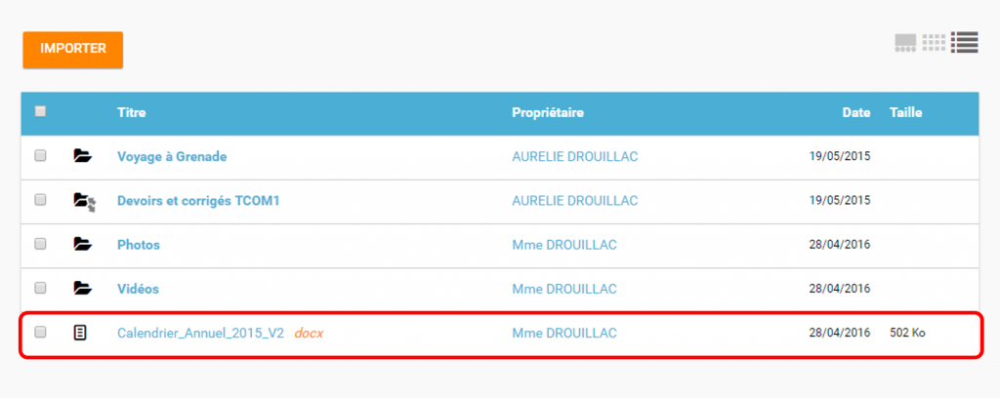 IMPORTER
Titre Propriétaire Date Taille
Voyage à Grenade AURELIE DROUILLAC 19/05/2015
Devoirs et corrigés TCOM1 AURELIE DROUILLAC 19/05/2015
Photos Mme DROUILLAC 28/04/2016
Vidéos Mme DROUILLAC 28/04/2016
Calendrier_Annuel_2015_V2 docx Mme DROUILLAC 28/04/2016 502 Ko